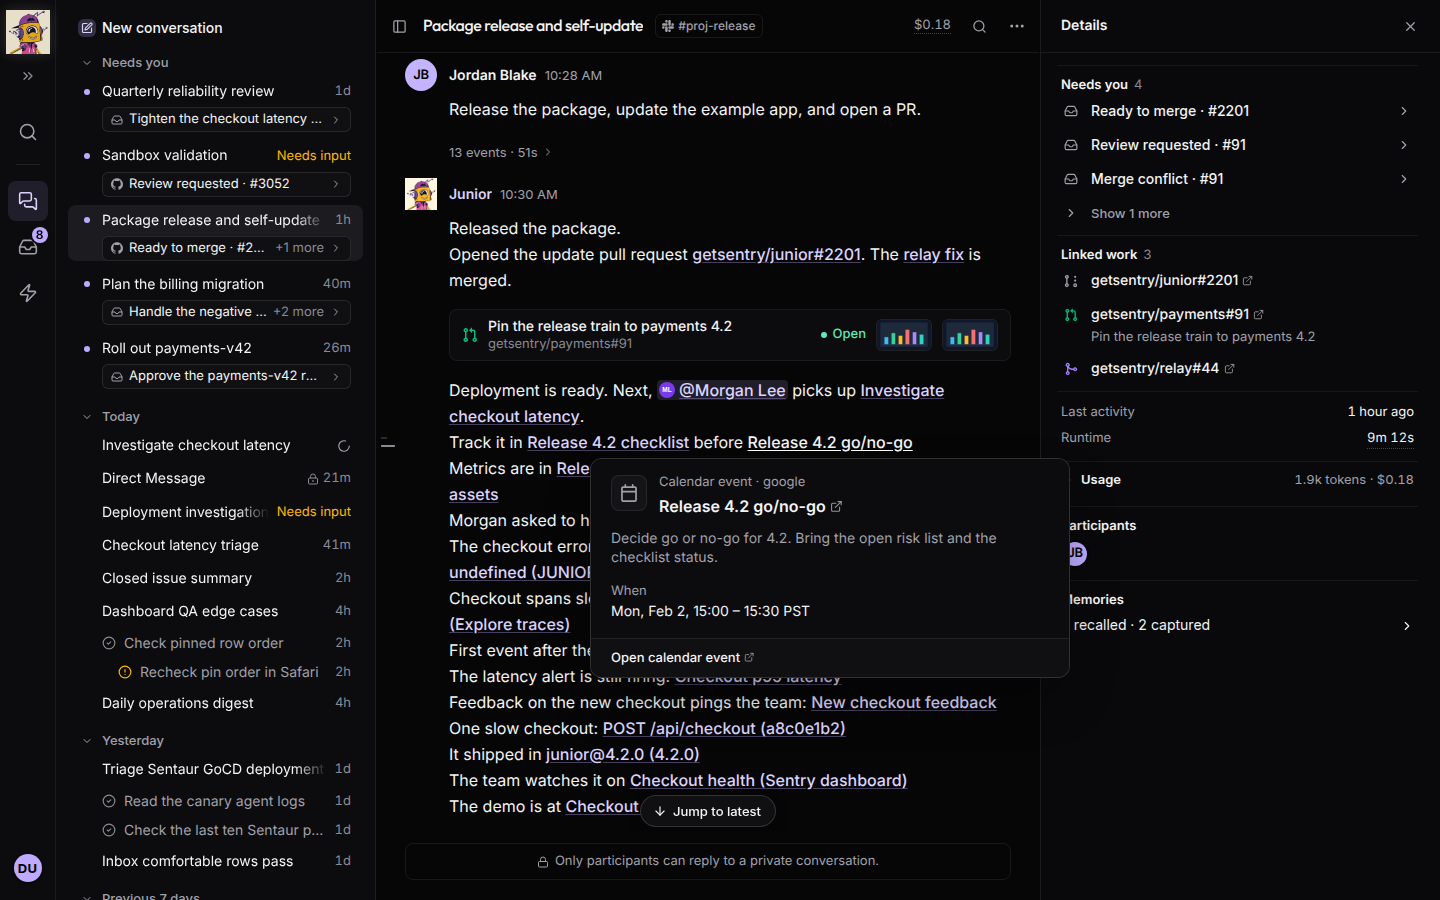 New conversation
Needs you
Quarterly reliability review 1d
Tighten the checkout latency ...
Sandbox validation Needs input
Review requested · #3052
Package release and self-update 1h
Ready to merge · #2... +1 more
Plan the billing migration 40m
Handle the negative ... +2 more
Roll out payments-v42 26m
Approve the payments-v42 r...
Today
Investigate checkout latency
Direct Message 21m
Deployment investigation Needs input
Checkout latency triage 41m
Closed issue summary 2h
Dashboard QA edge cases 4h
Check pinned row order 2h
Recheck pin order in Safari 2h
Daily operations digest 4h
Yesterday
Triage Sentaur GoCD deployment 1d
Read the canary agent logs 1d
Check the last ten Sentaur p... 1d
Inbox comfortable rows pass 1d
Previous 7 days
8
DU
Package release and self-update #proj-release $0.18
JB Jordan Blake 10:28 AM
Release the package, update the example app, and open a PR.
13 events · 51s
Junior 10:30 AM
Released the package.
Opened the update pull request getsentry/junior#2201. The relay fix is
merged.
Pin the release train to payments 4.2 Open
getsentry/payments#91
Deployment is ready. Next, ML @Morgan Lee picks up Investigate
checkout latency.
Track it in Release 4.2 checklist before Release 4.2 go/no-go
Metrics are in
assets
Morgan asked to
The checkout
undefined
Checkout spans
(Explore traces)
First event after the
The latency alert is still firing: Checkout p95 latency
Feedback on the new checkout pings the team: New checkout feedback
One slow checkout: POST /api/checkout (a8c0e1b2)
It shipped in junior@4.2.0 (4.2.0)
The team watches it on Checkout health (Sentry dashboard)
The demo is at Checkout
Jump to latest
Only participants can reply to a private conversation.
Calendar event · google
Release 4.2 go/no-go
Decide go or no-go for 4.2. Bring the open risk list and the
checklist status.
When
Mon, Feb 2, 15:00 – 15:30 PST
Open calendar event
Details
Needs you 4
Ready to merge · #2201
Review requested · #91
Merge conflict · #91
Show 1 more
Linked work 3
getsentry/junior#2201
getsentry/payments#91
Pin the release train to payments 4.2
getsentry/relay#44
Last activity 1 hour ago
Runtime 9m 12s
Usage 1.9k tokens · $0.18
JB
recalled · 2 captured